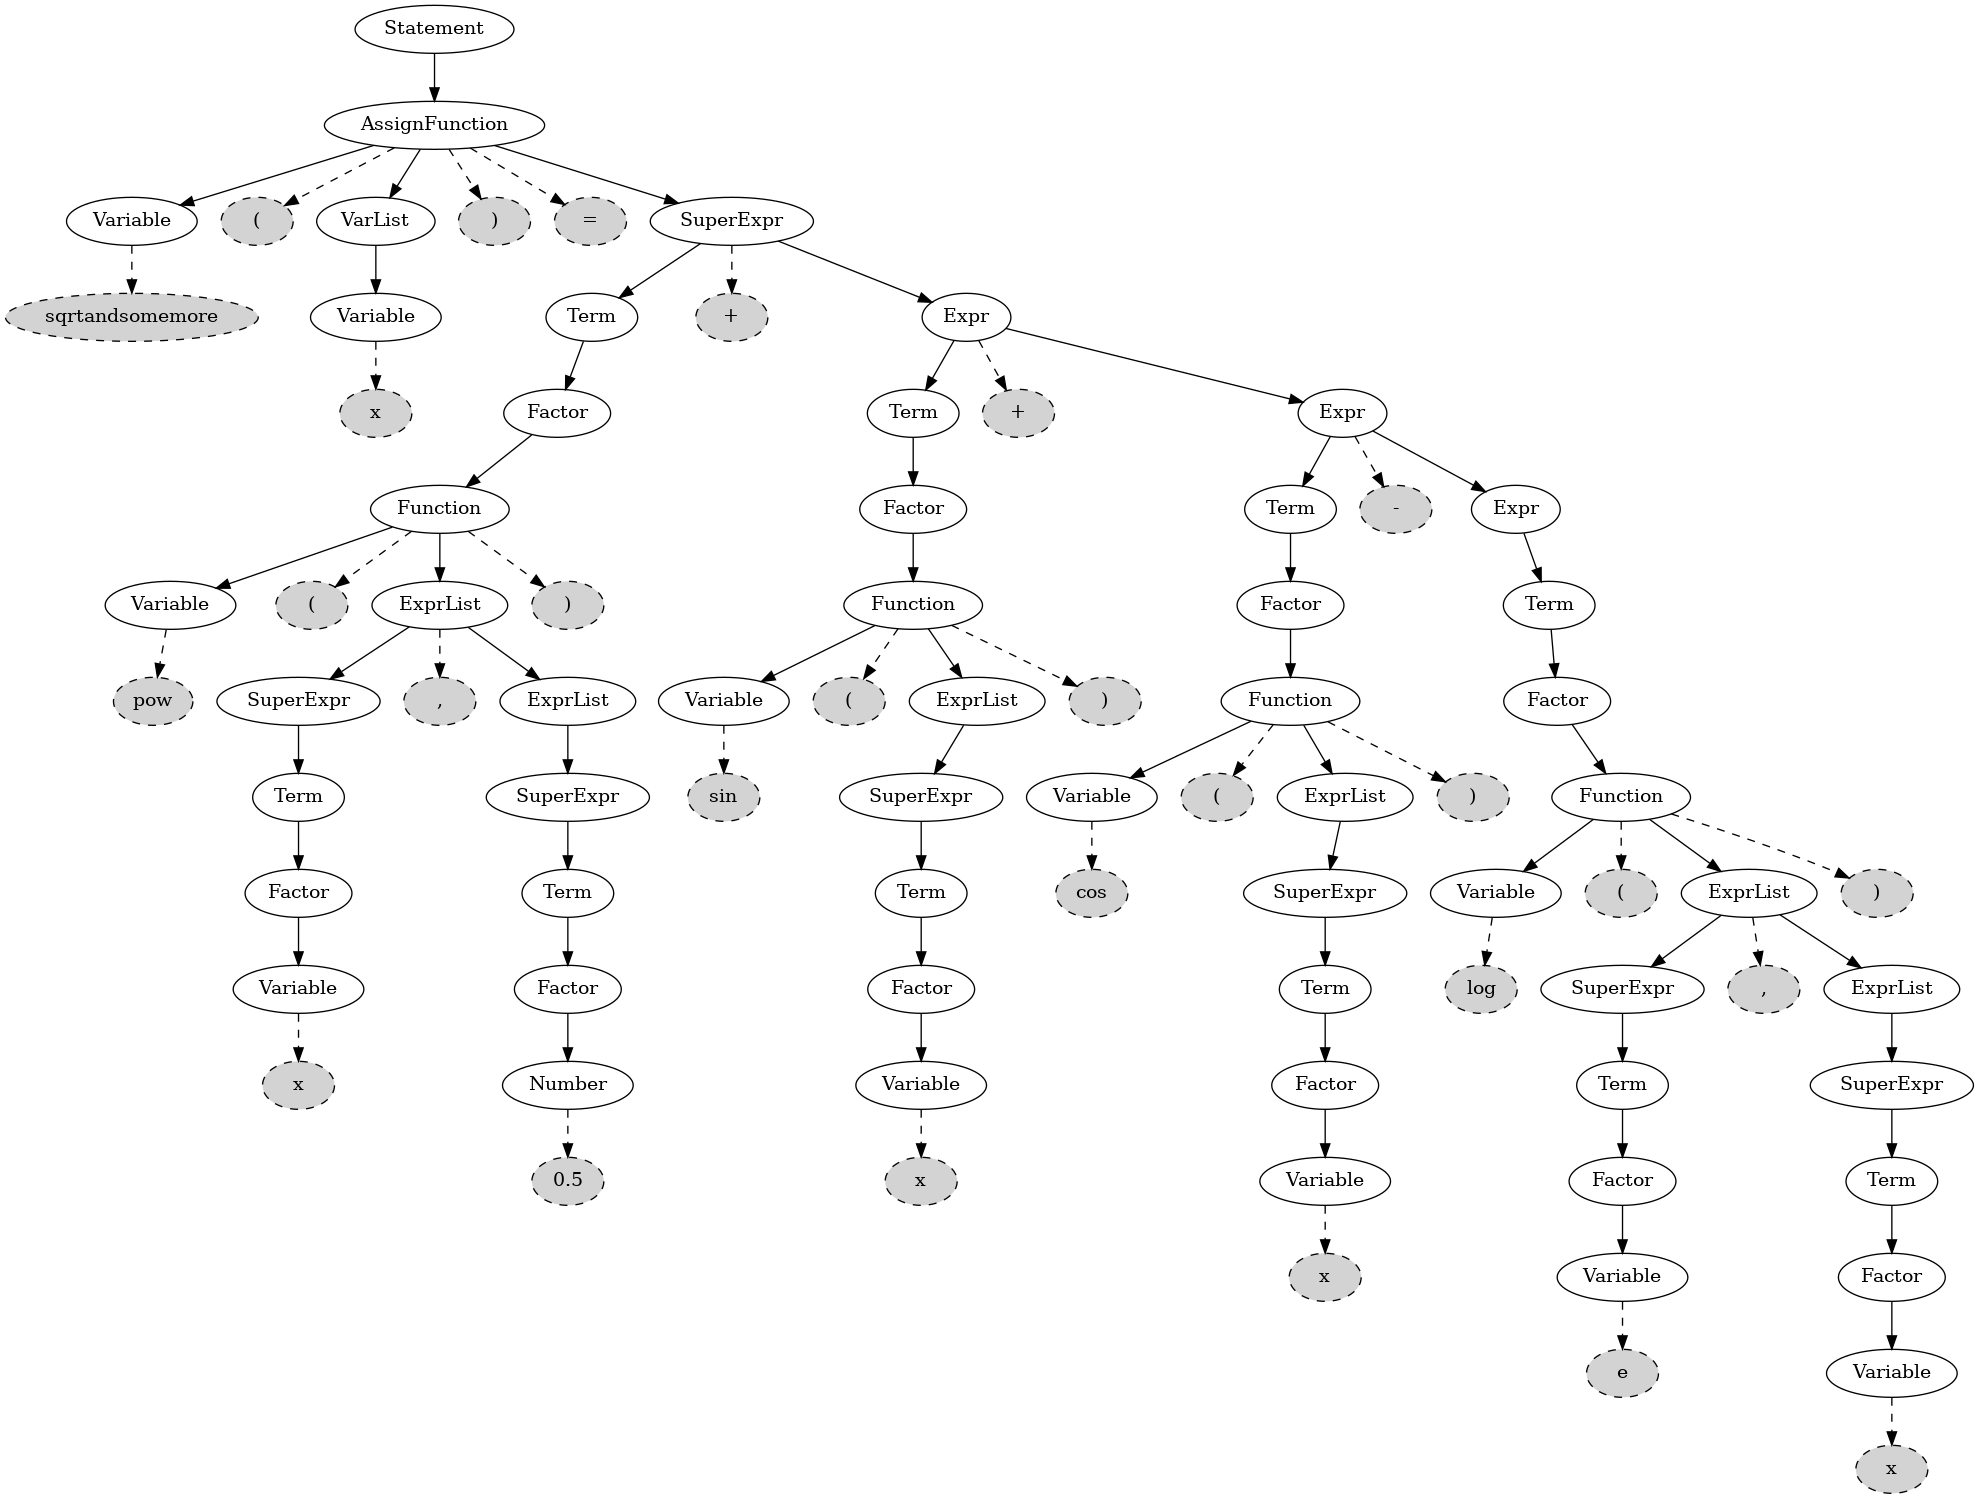 Statement
AssignFunction
Variable ( VarList ) = SuperExpr
sqrtandsomemore Variable Term + Expr
x Factor Term + Expr
Function Factor Term - Expr
Variable ( ExprList ) Function Factor Term
pow SuperExpr , ExprList Variable ( ExprList ) Function Factor
Term SuperExpr sin SuperExpr Variable ( ExprList ) Function
Factor Term Term cos SuperExpr Variable ( ExprList )
Variable Factor Factor Term log SuperExpr , ExprList
x Number Variable Factor Term SuperExpr
0.5 x Variable Factor Term
x Variable Factor
e Variable
x